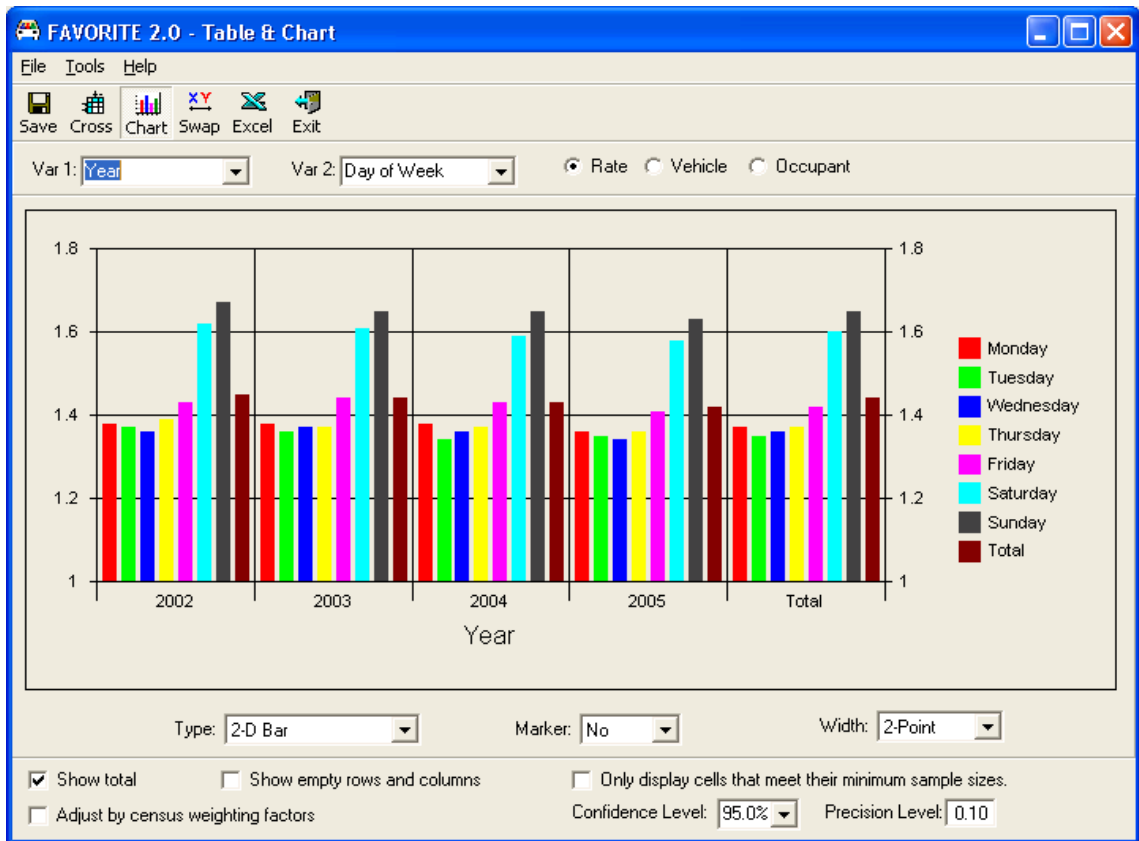 FAVORITE 2.0 - Table & Chart
File Tools Help
Save Cross Chart Swap Excel Exit
Var 1: Year Var 2: Day of Week Rate Vehicle Occupant
1.8 1.8
1.6 1.6
1.4 1.4
1.2 1.2
1 1
2002 2003 2004 2005 Total
Year
Monday
Tuesday
Wednesday
Thursday
Friday
Saturday
Sunday
Total
Type: 2-D Bar Marker: No Width: 2-Point
Show total Show empty rows and columns Only display cells that meet their minimum sample sizes.
Adjust by census weighting factors Confidence Level: 95.0% Precision Level: 0.10